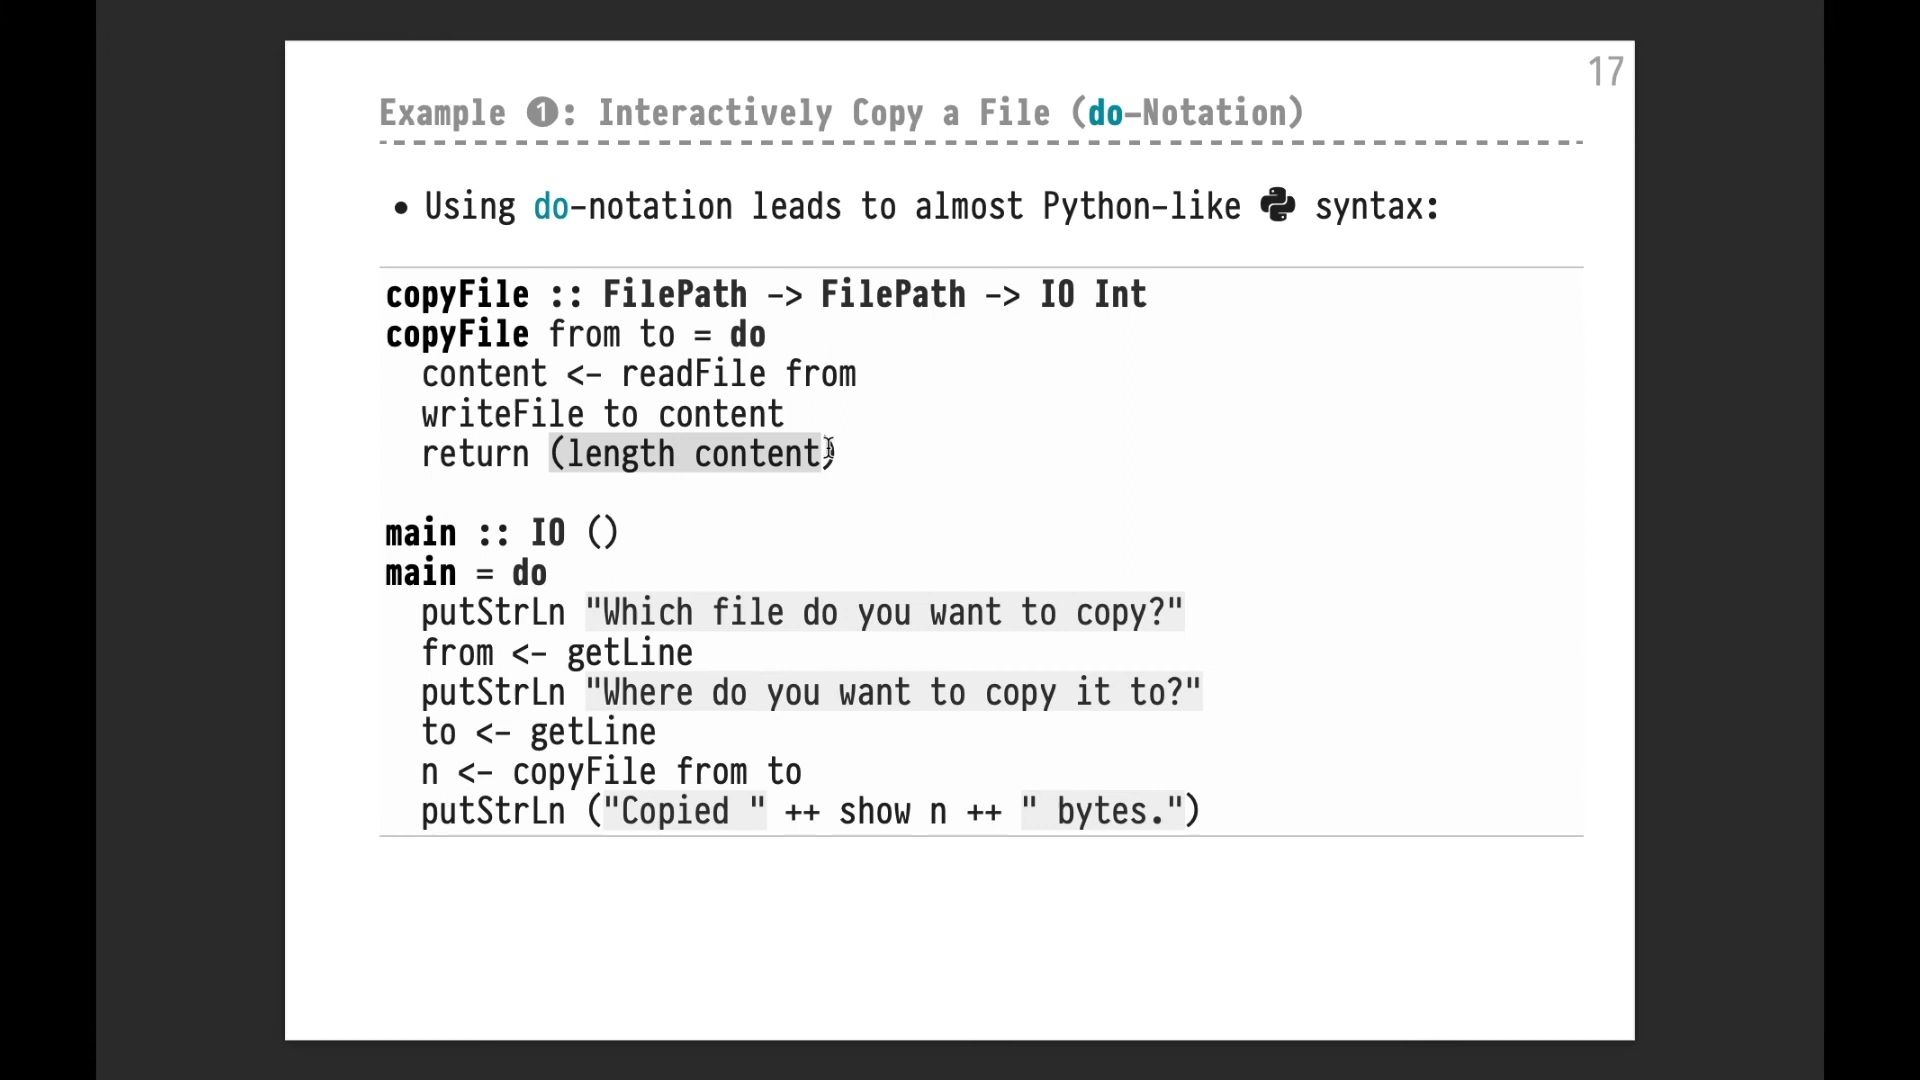 17
Example ❶: Interactively Copy a File (do-Notation)
• Using do-notation leads to almost Python-like syntax:
copyFile :: FilePath -> FilePath -> IO Int
copyFile from to = do
  content <- readFile from
  writeFile to content
  return (length content)
main :: IO ()
main = do
  putStrLn "Which file do you want to copy?"
  from <- getLine
  putStrLn "Where do you want to copy it to?"
  to <- getLine
  n <- copyFile from to
  putStrLn ("Copied " ++ show n ++ " bytes.")